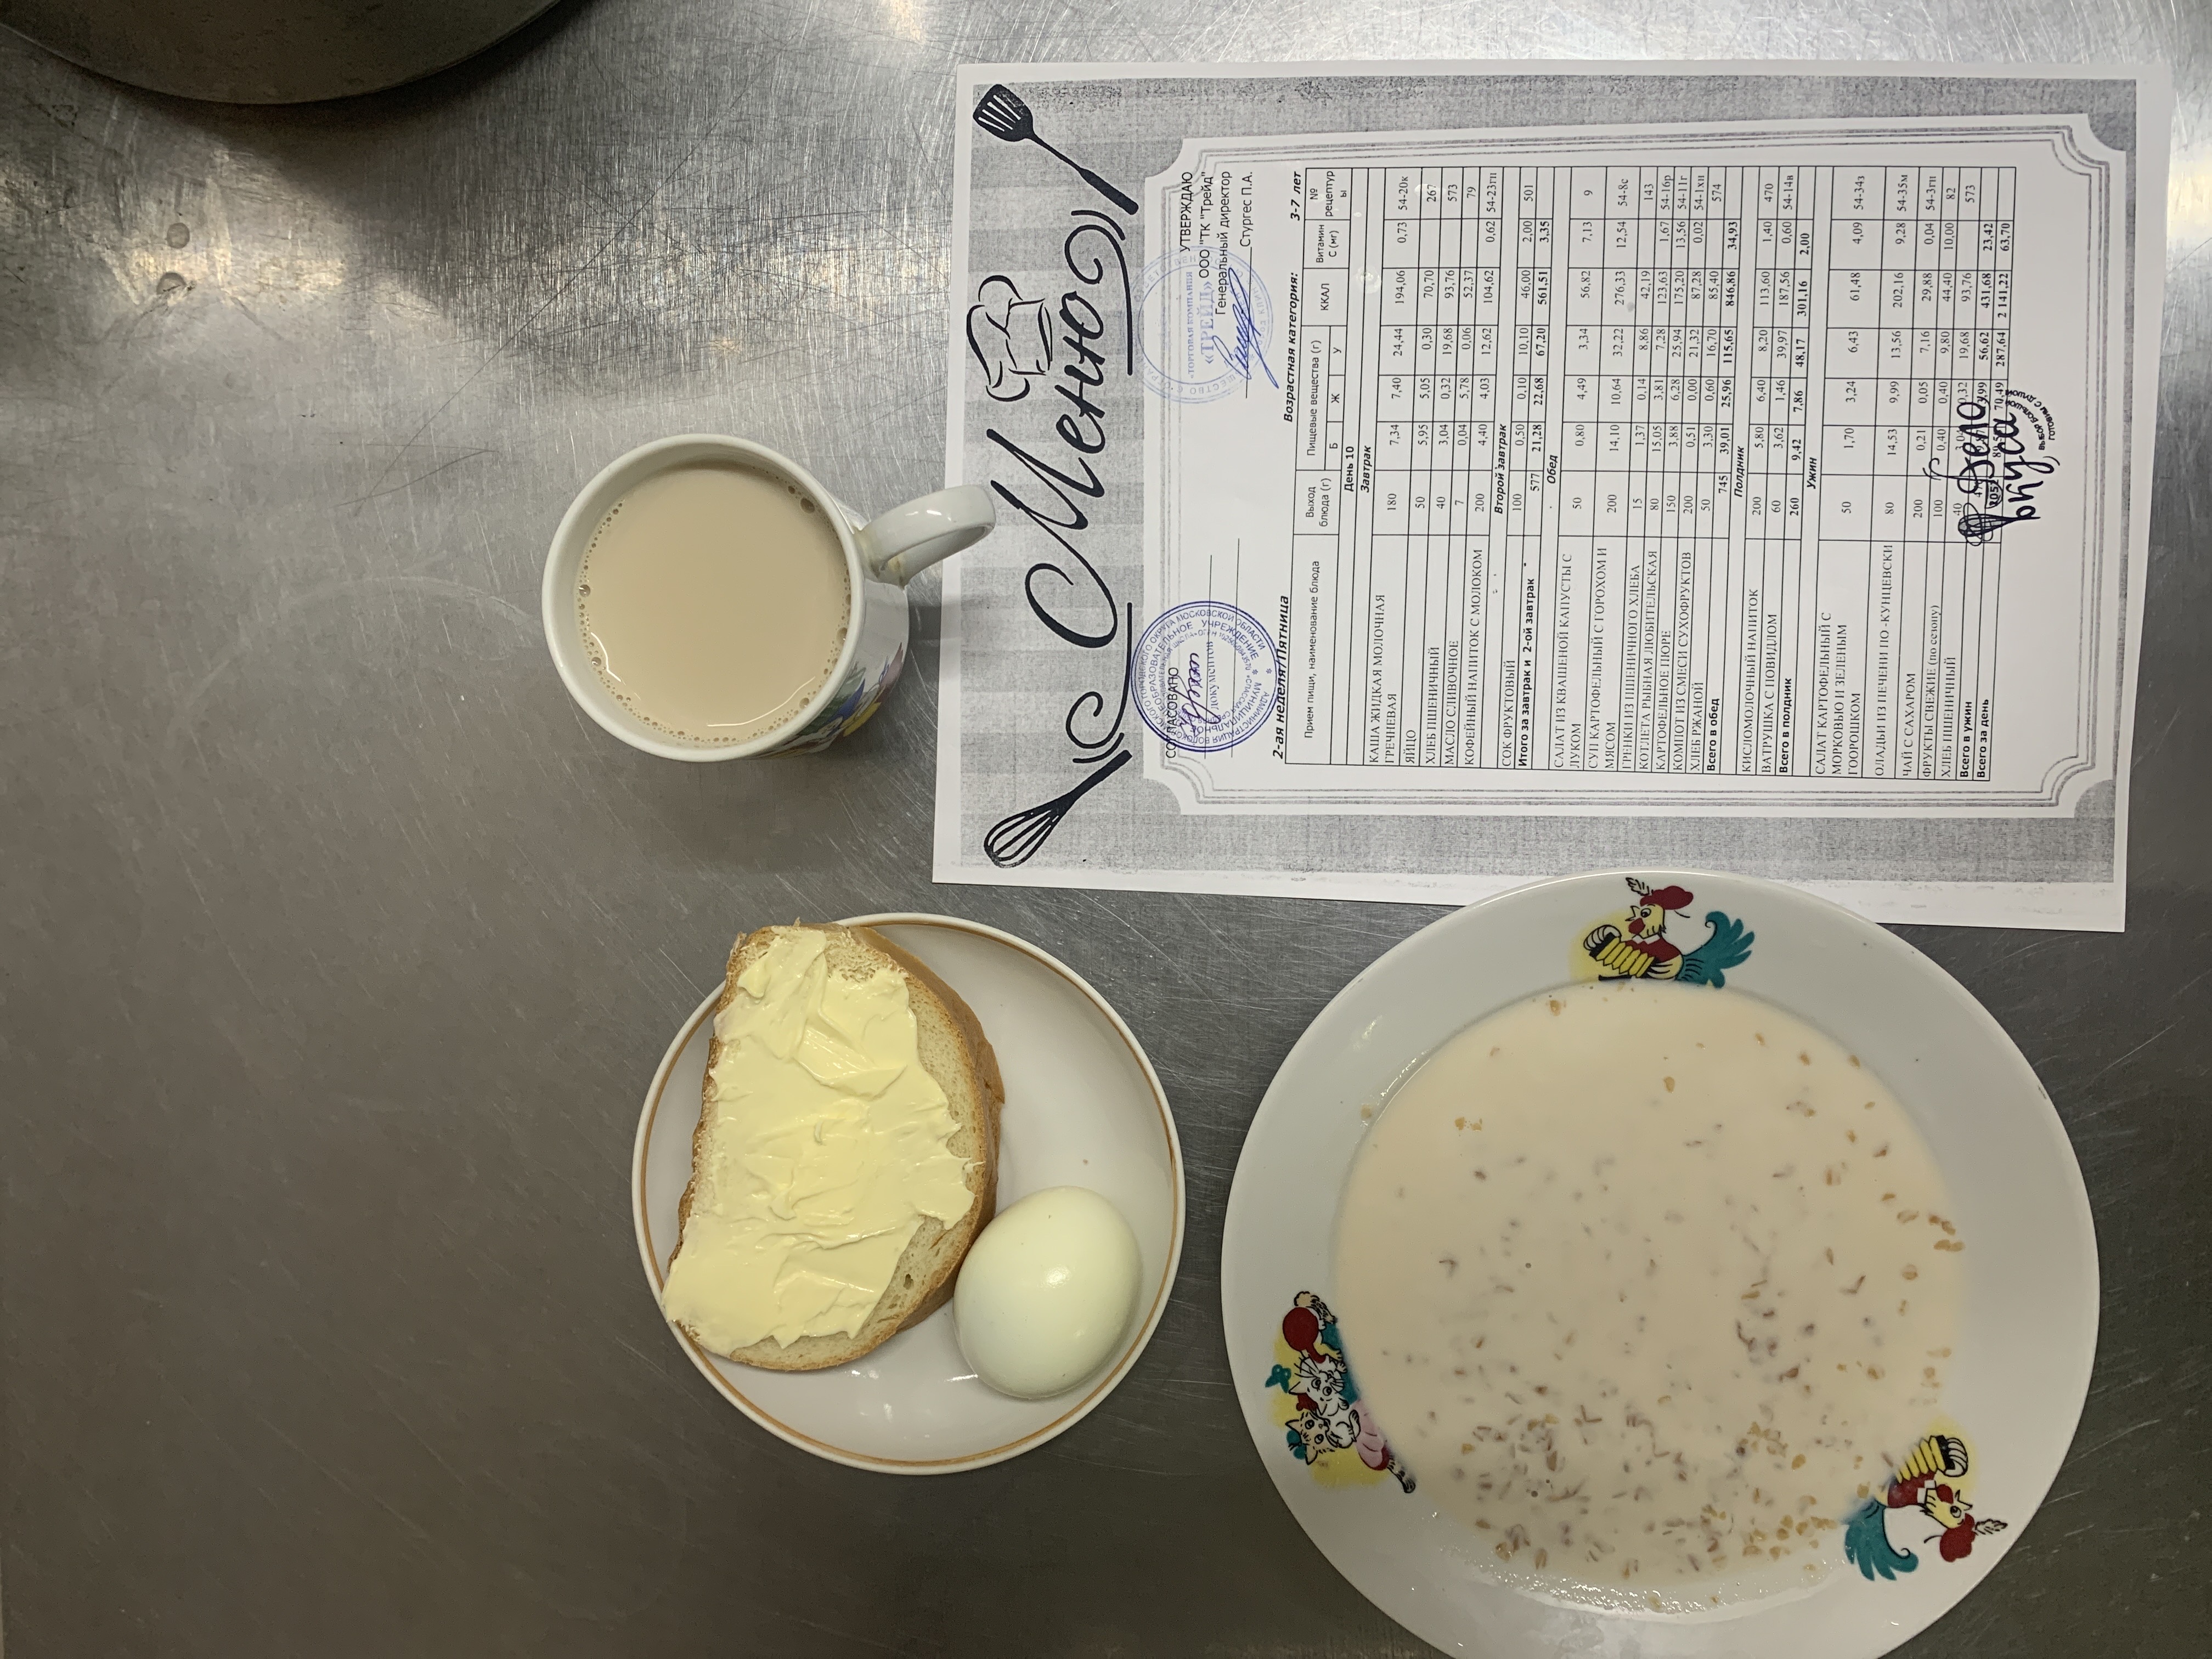 Меню
СОГЛАСОВАНО
документов
«ТОРГОВАЯ КОМПАНИЯ
«ТРЕЙД»
УТВЕРЖДАЮ
ООО "ТК "Трейд"
Генеральный директор
Стургес П.А.
2-ая неделя/Пятница Возрастная категория: 3-7 лет
Прием пищи, наименование блюда Выход блюда (г) Пищевые вещества (г) ККАЛ Витамин С (мг) № рецептуры
Б Ж У
День 10
Завтрак
КАША ЖИДКАЯ МОЛОЧНАЯ
ГРЕЧНЕВАЯ 180 7,34 7,40 24,44 194,06 0,73 54-20к
ЯЙЦО 50 5,95 5,05 0,30 70,70 267
ХЛЕБ ПШЕНИЧНЫЙ 40 3,04 0,32 19,68 93,76 573
МАСЛО СЛИВОЧНОЕ 7 0,04 5,78 0,06 52,37 79
КОФЕЙНЫЙ НАПИТОК С МОЛОКОМ 200 4,40 4,03 12,62 104,62 0,62 54-23гп
Второй завтрак
СОК ФРУКТОВЫЙ 100 0,50 0,10 10,10 46,00 2,00 501
Итого за завтрак и 2-ой завтрак 577 21,28 22,68 67,20 561,51 3,35
Обед
САЛАТ ИЗ КВАШЕНОЙ КАПУСТЫ С
ЛУКОМ 50 0,80 4,49 3,34 56,82 7,13 9
СУП КАРТОФЕЛЬНЫЙ С ГОРОХОМ И
МЯСОМ 200 14,10 10,64 32,22 276,33 12,54 54-8с
ГРЕНКИ ИЗ ПШЕНИЧНОГО ХЛЕБА 15 1,37 0,14 8,86 42,19 143
КОТЛЕТА РЫБНАЯ ЛЮБИТЕЛЬСКАЯ 80 15,05 3,81 7,28 123,63 1,67 54-16р
КАРТОФЕЛЬНОЕ ПЮРЕ 150 3,88 6,28 25,94 175,20 13,56 54-11г
КОМПОТ ИЗ СМЕСИ СУХОФРУКТОВ 200 0,51 0,00 21,32 87,28 0,02 54-1хн
ХЛЕБ РЖАНОЙ 50 3,30 0,60 16,70 85,40 574
Всего в обед 745 39,01 25,96 115,65 846,86 34,93
Полдник
КИСЛОМОЛОЧНЫЙ НАПИТОК 200 5,80 6,40 8,20 113,60 1,40 470
ВАТРУШКА С ПОВИДЛОМ 60 3,62 1,46 39,97 187,56 0,60 54-14в
Всего в полдник 260 9,42 7,86 48,17 301,16 2,00
Ужин
САЛАТ КАРТОФЕЛЬНЫЙ С
МОРКОВЬЮ И ЗЕЛЕНЫМ
ГООРОШКОМ 50 1,70 3,24 6,43 61,48 4,09 54-34з
ОЛАДЬИ ИЗ ПЕЧЕНИ ПО -КУНЦЕВСКИ 80 14,53 9,99 13,56 202,16 9,28 54-35м
ЧАЙ С САХАРОМ 200 0,21 0,05 7,16 29,88 0,04 54-3гн
ФРУКТЫ СВЕЖИЕ (по сезону) 100 0,40 0,40 9,80 44,40 10,00 82
ХЛЕБ ПШЕНИЧНЫЙ 40 0,32 19,68 93,76 573
Всего в ужин 56,62 431,68 23,42
Всего за день 70,49 287,64 2 141,22 63,70
Дело
вкуса
ВЫБОР БОЛЬШОЙ
ГОТОВИМ С ДУШОЙ